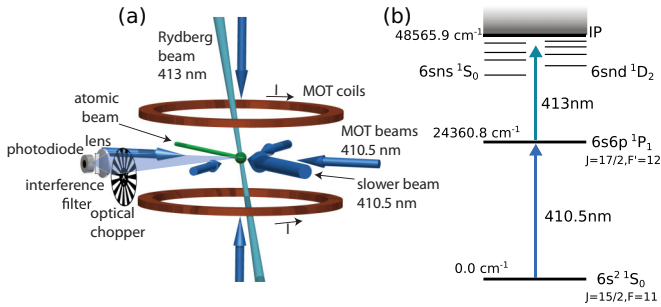 (a)
Rydberg
beam
413 nm
I
MOT coils
atomic
beam
MOT beams
410.5 nm
photodiode
lens
slower beam
410.5 nm
interference
filter
optical
chopper
I
(b)
48565.9 cm⁻¹
IP
6sns ¹S₀
6snd ¹D₂
413nm
24360.8 cm⁻¹
6s6p ¹P₁
J=17/2,F'=12
410.5nm
0.0 cm⁻¹
6s² ¹S₀
J=15/2,F=11